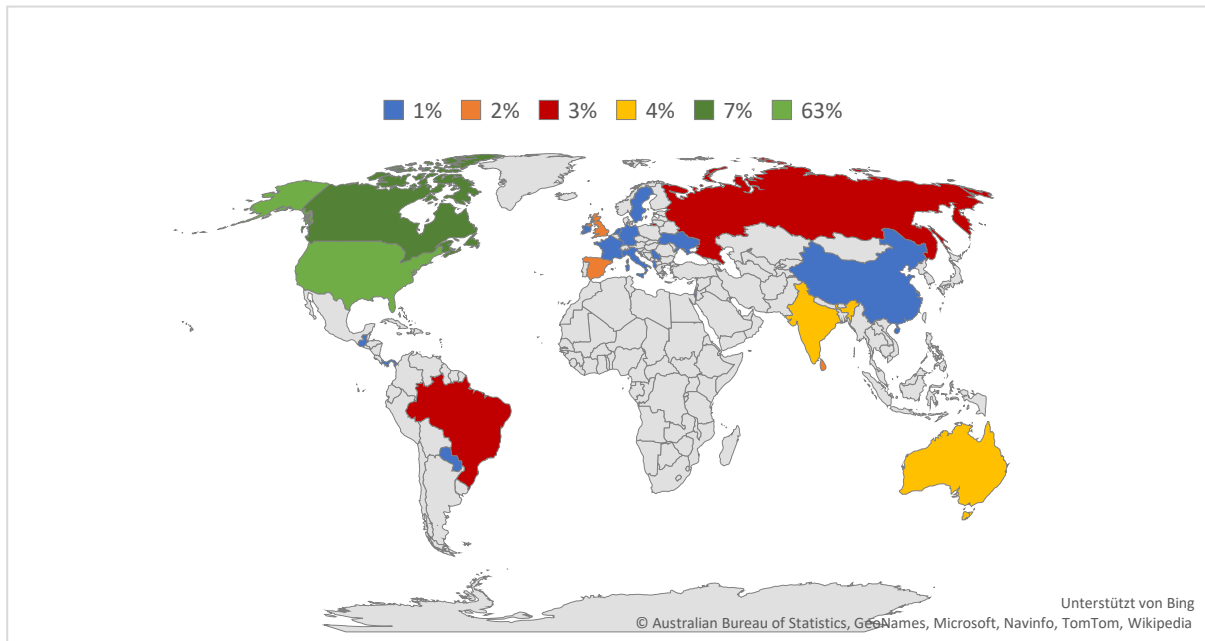 1% 2% 3% 4% 7% 63%
Unterstützt von Bing
© Australian Bureau of Statistics, GeoNames, Microsoft, Navinfo, TomTom, Wikipedia